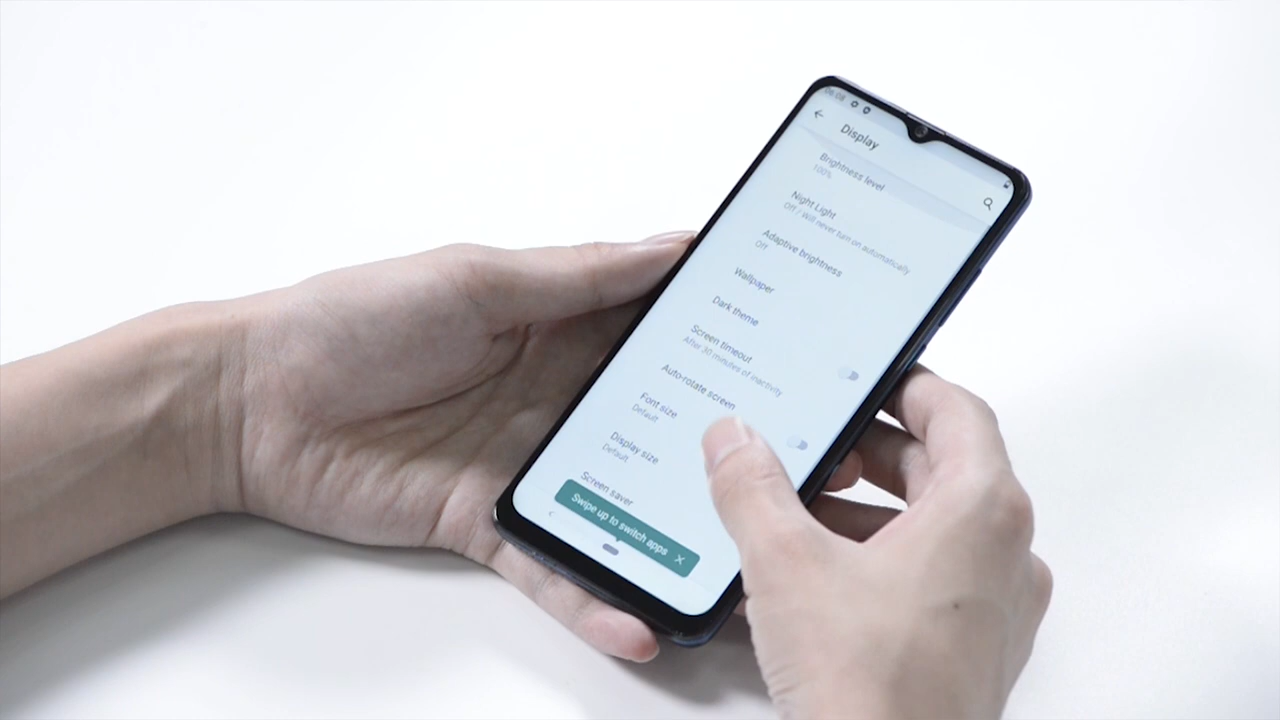 06:08
Display
Brightness level
100%
Night Light
Off / Will never turn on automatically
Adaptive brightness
Off
Wallpaper
Dark theme
Screen timeout
After 30 minutes of inactivity
Auto-rotate screen
Font size
Default
Display size
Default
Screen saver
Swipe up to switch apps